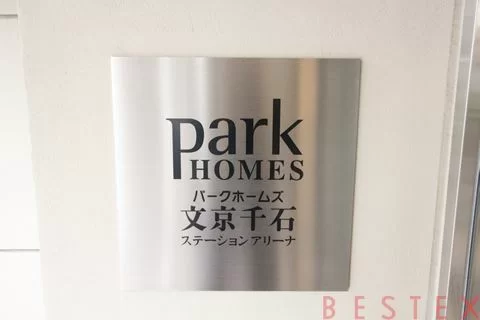 park
HOMES
パークホームズ
文京千石
ステーションアリーナ
BESTEX